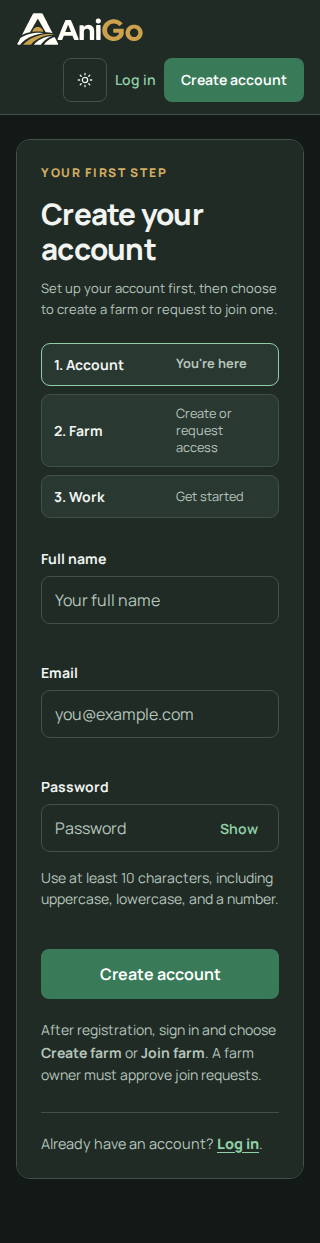 AniGo
Log in
Create account
YOUR FIRST STEP
Create your
account
Set up your account first, then choose
to create a farm or request to join one.
1. Account
You're here
2. Farm
Create or
request
access
3. Work
Get started
Full name
Your full name
Email
you@example.com
Password
Password
Show
Use at least 10 characters, including
uppercase, lowercase, and a number.
Create account
After registration, sign in and choose
Create farm or Join farm. A farm
owner must approve join requests.
Already have an account? Log in.